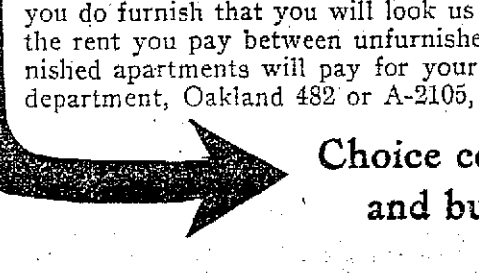 you do furnish that you will look us
the rent you pay between unfurnishe
nished apartments will pay for your
department, Oakland 482 or A-2105,
Choice c
and bu